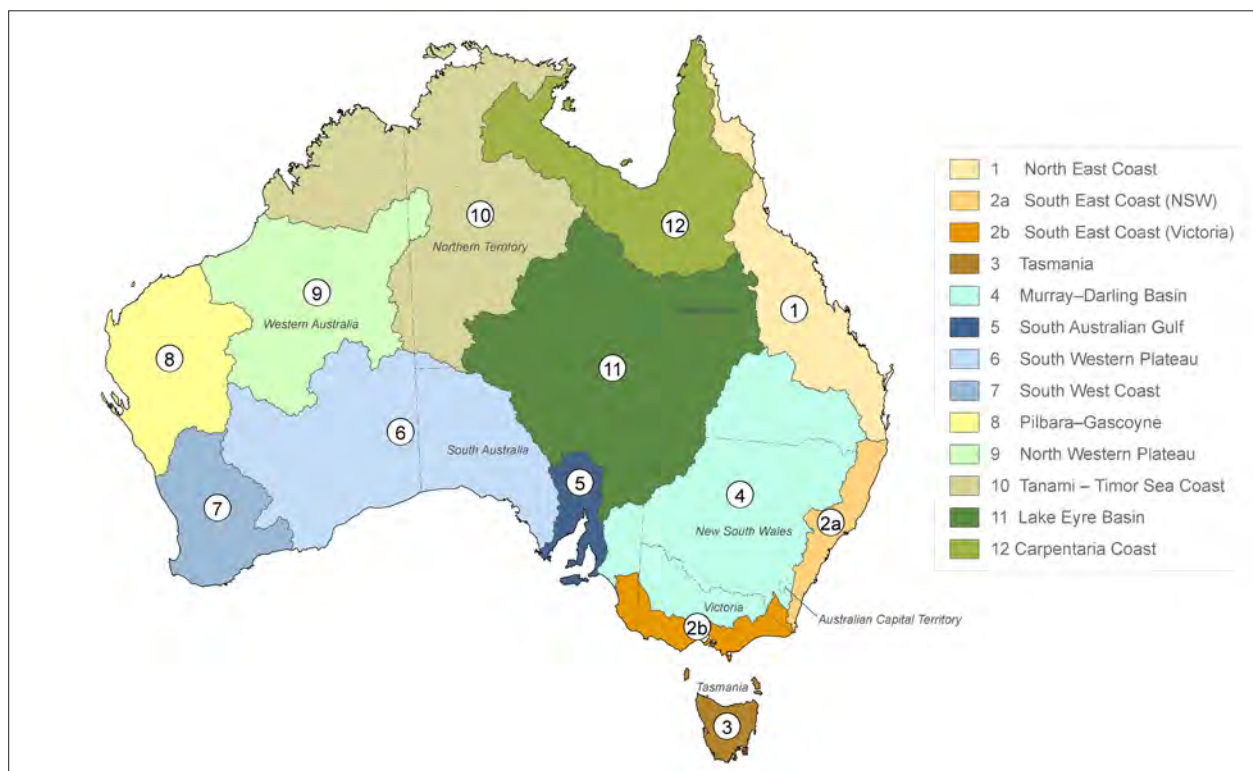 10
Northern Territory
12
9
Western Australia
1
8
11
6
South Australia
5
4
7
2a
New South Wales
Victoria
2b
Australian Capital Territory
Tasmania
3
1 North East Coast
2a South East Coast (NSW)
2b South East Coast (Victoria)
3 Tasmania
4 Murray–Darling Basin
5 South Australian Gulf
6 South Western Plateau
7 South West Coast
8 Pilbara–Gascoyne
9 North Western Plateau
10 Tanami – Timor Sea Coast
11 Lake Eyre Basin
12 Carpentaria Coast